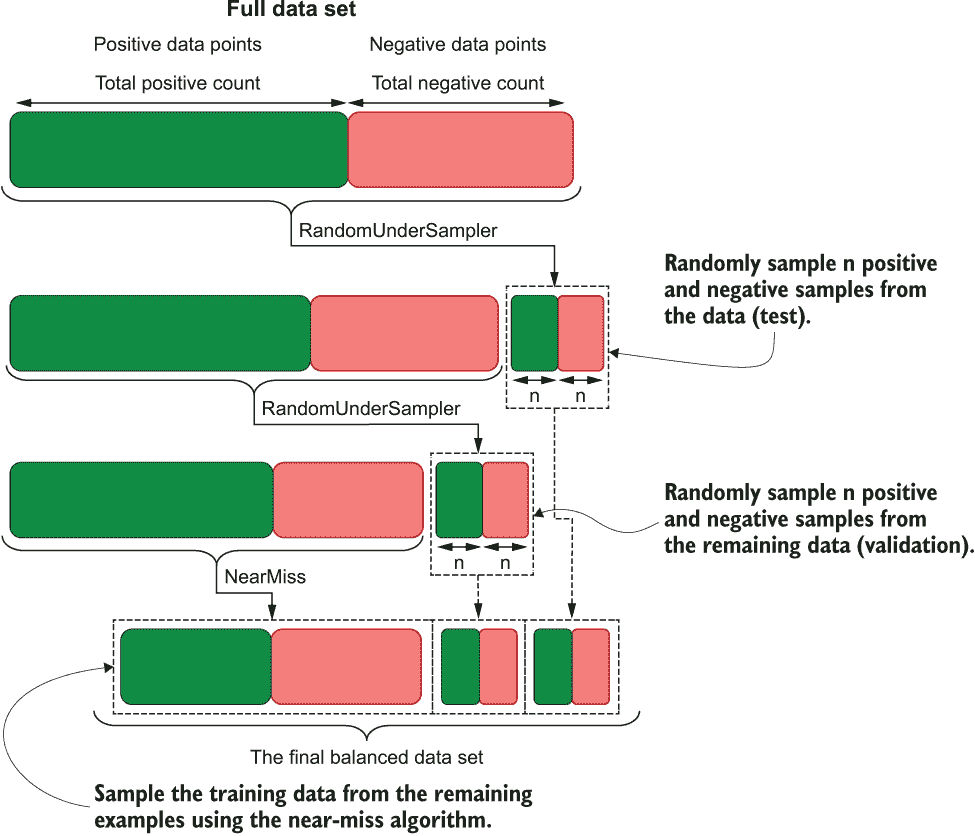 Full data set
Positive data points
Negative data points
Total positive count
Total negative count
RandomUnderSampler
Randomly sample n positive
and negative samples from
the data (test).
n
n
RandomUnderSampler
Randomly sample n positive
and negative samples from
the remaining data (validation).
n
n
NearMiss
The final balanced data set
Sample the training data from the remaining
examples using the near-miss algorithm.